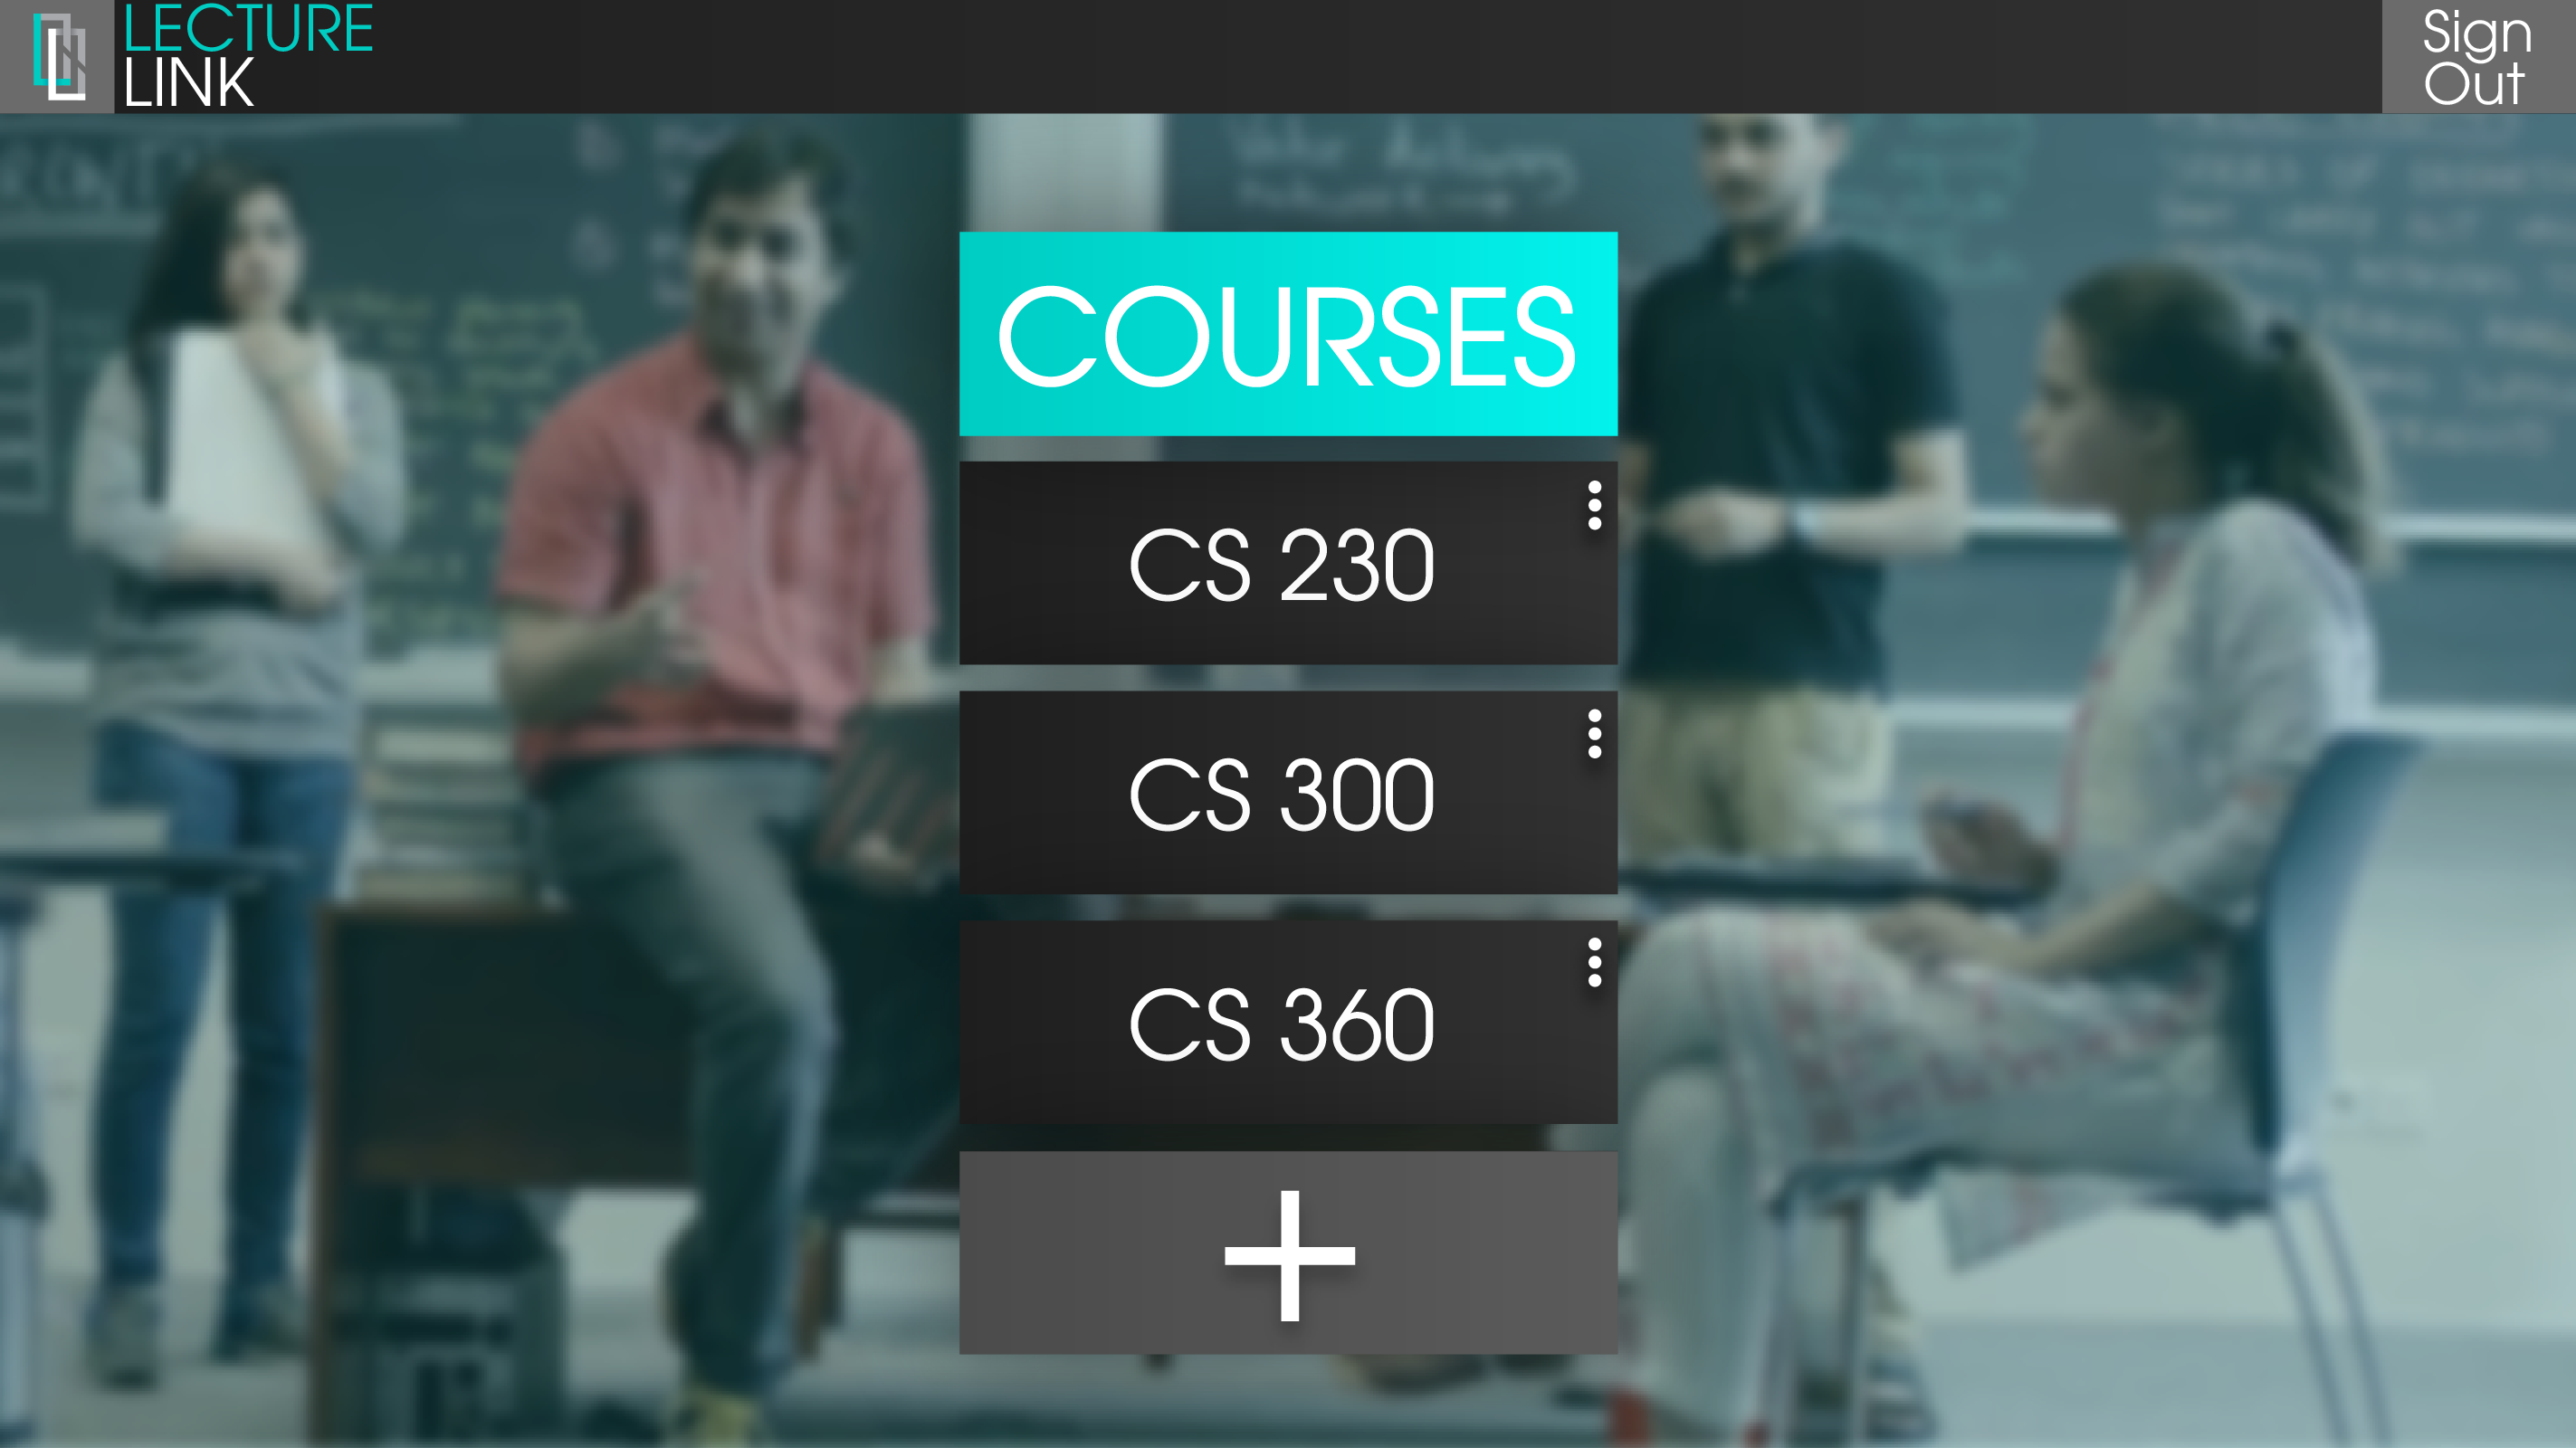 LECTURE
LINK
Sign
Out
COURSES
CS 230
CS 300
CS 360